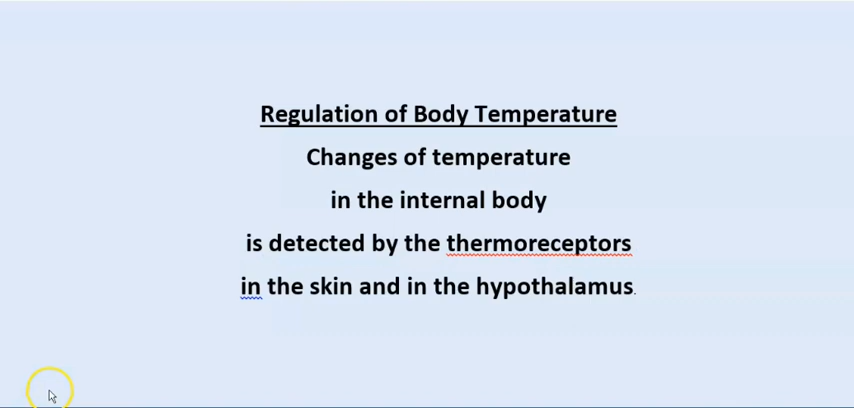 Regulation of Body Temperature
Changes of temperature
in the internal body
is detected by the thermoreceptors
in the skin and in the hypothalamus.